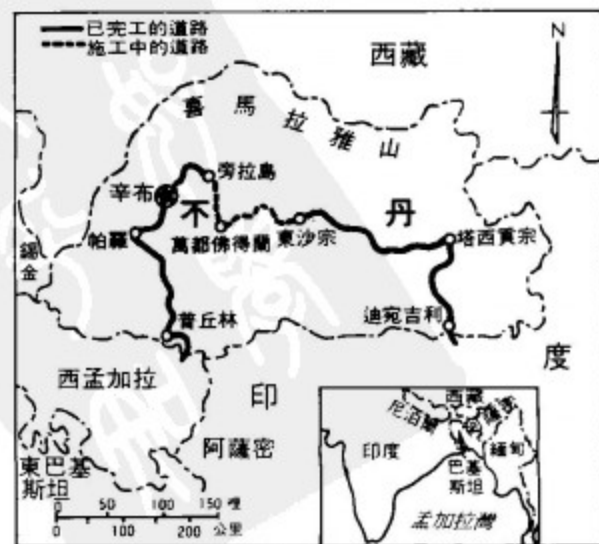 已完工的道路
施工中的道路
西藏
喜馬拉雅山
旁拉島
辛布
不丹
帕羅
萬都佛得蘭
東沙宗
塔西貢宗
錫金
普丘林
迪宛吉利
西孟加拉
印度
阿薩密
東巴基
斯坦
0 50 100 150 哩
0 100 200 公里
西藏
尼泊爾
印度
緬甸
巴基
斯坦
孟加拉灣